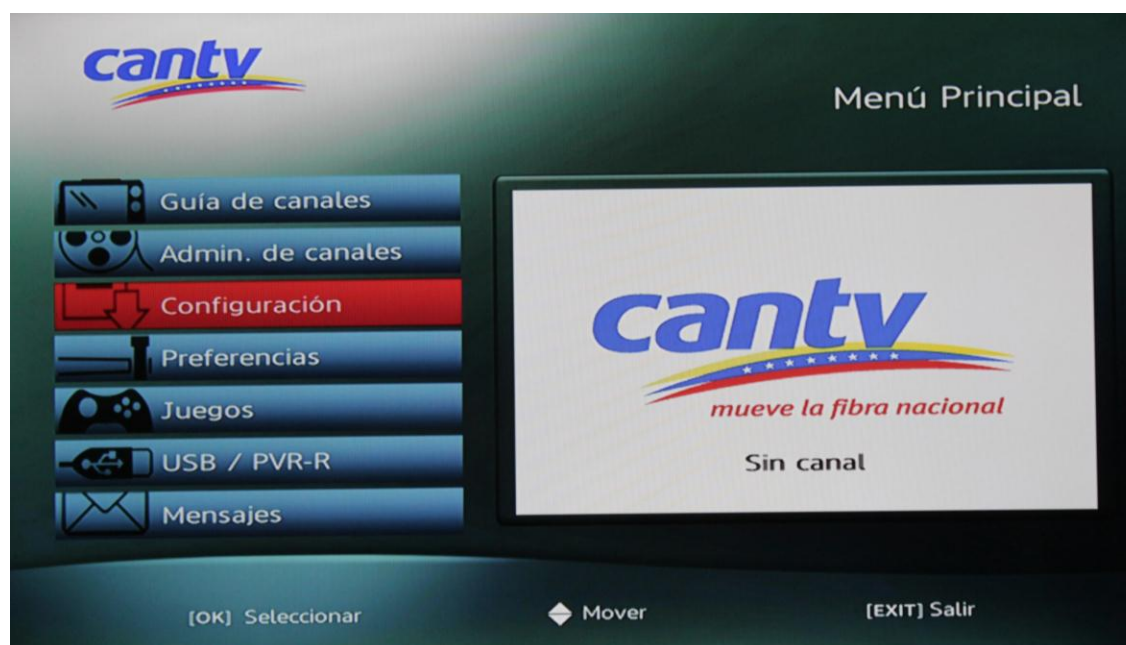 cantv
Menú Principal
Guía de canales
Admin. de canales
Configuración
Preferencias
Juegos
USB / PVR-R
Mensajes
cantv
mueve la fibra nacional
Sin canal
[OK] Seleccionar
Mover
[EXIT] Salir